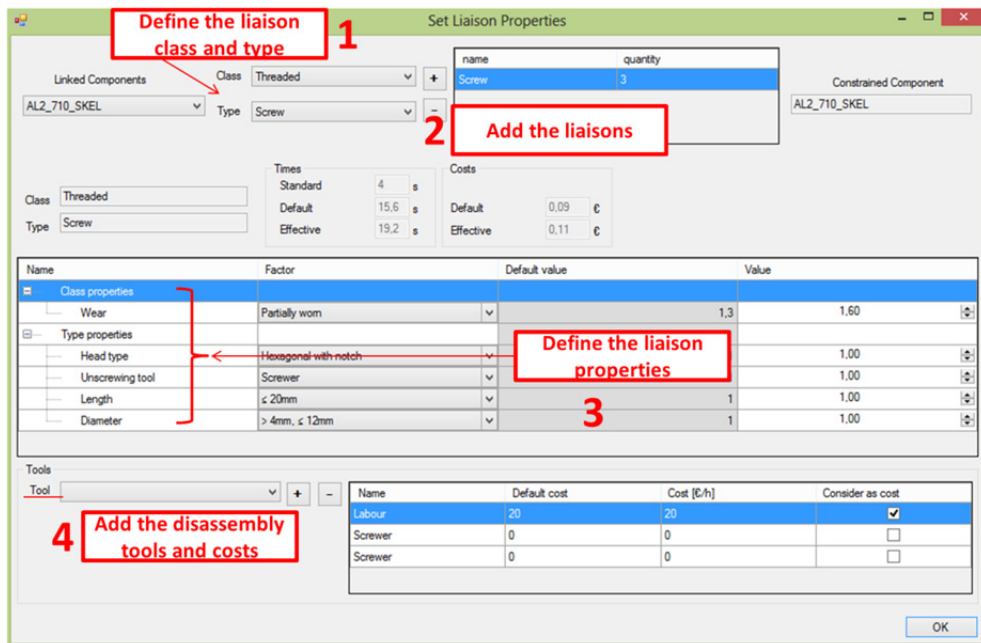 Set Liaison Properties
Define the liaison
class and type
1
Linked Components
AL2_710_SKEL
Class Threaded +
Type Screw -
name quantity
Screw 3
Constrained Component
AL2_710_SKEL
2
Add the liaisons
Class Threaded
Type Screw
Times
Standard 4 s
Default 15,6 s
Effective 19,2 s
Costs
Default 0,09 €
Effective 0,11 €
Name Factor Default value Value
Class properties
Wear Partially worn 1,3 1,60
Type properties
Head type Hexagonal with notch 1,00
Unscrewing tool Screwer 1,00
Length ≤ 20mm 1 1,00
Diameter > 4mm, ≤ 12mm 1 1,00
Define the liaison
properties
3
Tools
Tool + -
4
Add the disassembly
tools and costs
Name Default cost Cost [€/h] Consider as cost
Labour 20 20
Screwer 0 0
Screwer 0 0
OK